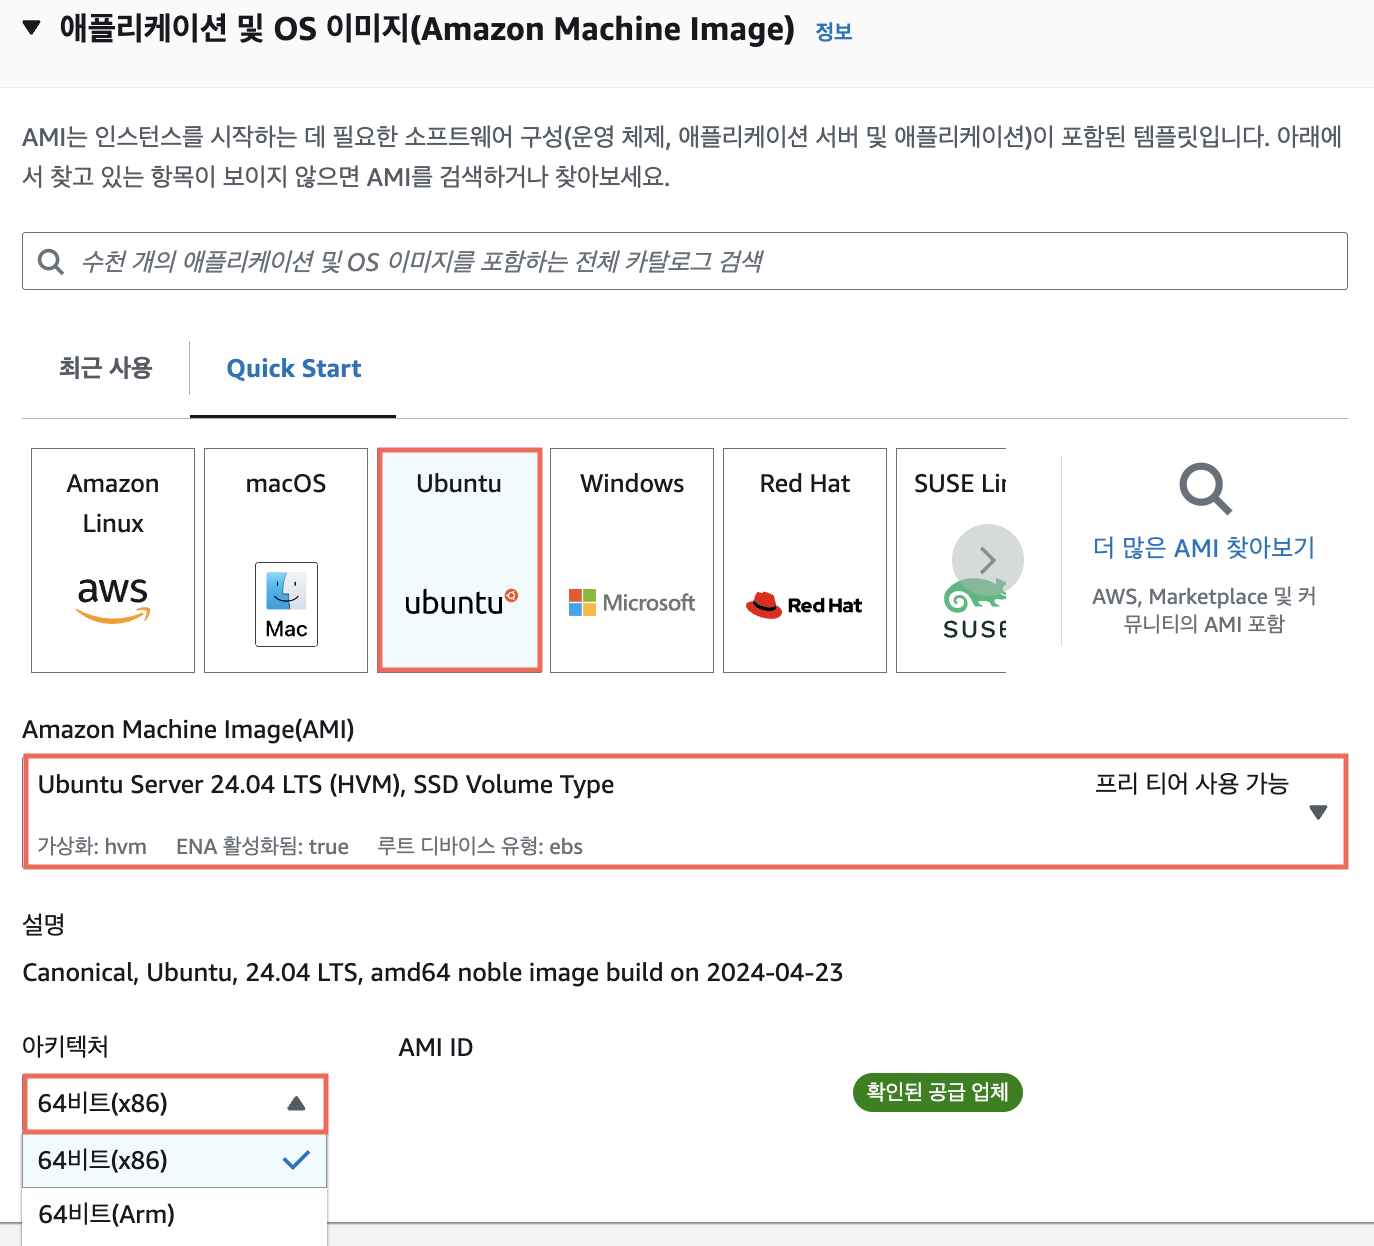 애플리케이션 및 OS 이미지(Amazon Machine Image) 정보
AMI는 인스턴스를 시작하는 데 필요한 소프트웨어 구성(운영 체제, 애플리케이션 서버 및 애플리케이션)이 포함된 템플릿입니다. 아래에
서 찾고 있는 항목이 보이지 않으면 AMI를 검색하거나 찾아보세요.
수천 개의 애플리케이션 및 OS 이미지를 포함하는 전체 카탈로그 검색
최근 사용
Quick Start
Amazon
Linux
aws
macOS
Mac
Ubuntu
ubuntu
Windows
Microsoft
Red Hat
Red Hat
SUSE Lin
SUSE
더 많은 AMI 찾아보기
AWS, Marketplace 및 커
뮤니티의 AMI 포함
Amazon Machine Image(AMI)
Ubuntu Server 24.04 LTS (HVM), SSD Volume Type
프리 티어 사용 가능
가상화: hvm ENA 활성화됨: true 루트 디바이스 유형: ebs
설명
Canonical, Ubuntu, 24.04 LTS, amd64 noble image build on 2024-04-23
아키텍처
AMI ID
64비트(x86)
확인된 공급 업체
64비트(x86)
64비트(Arm)